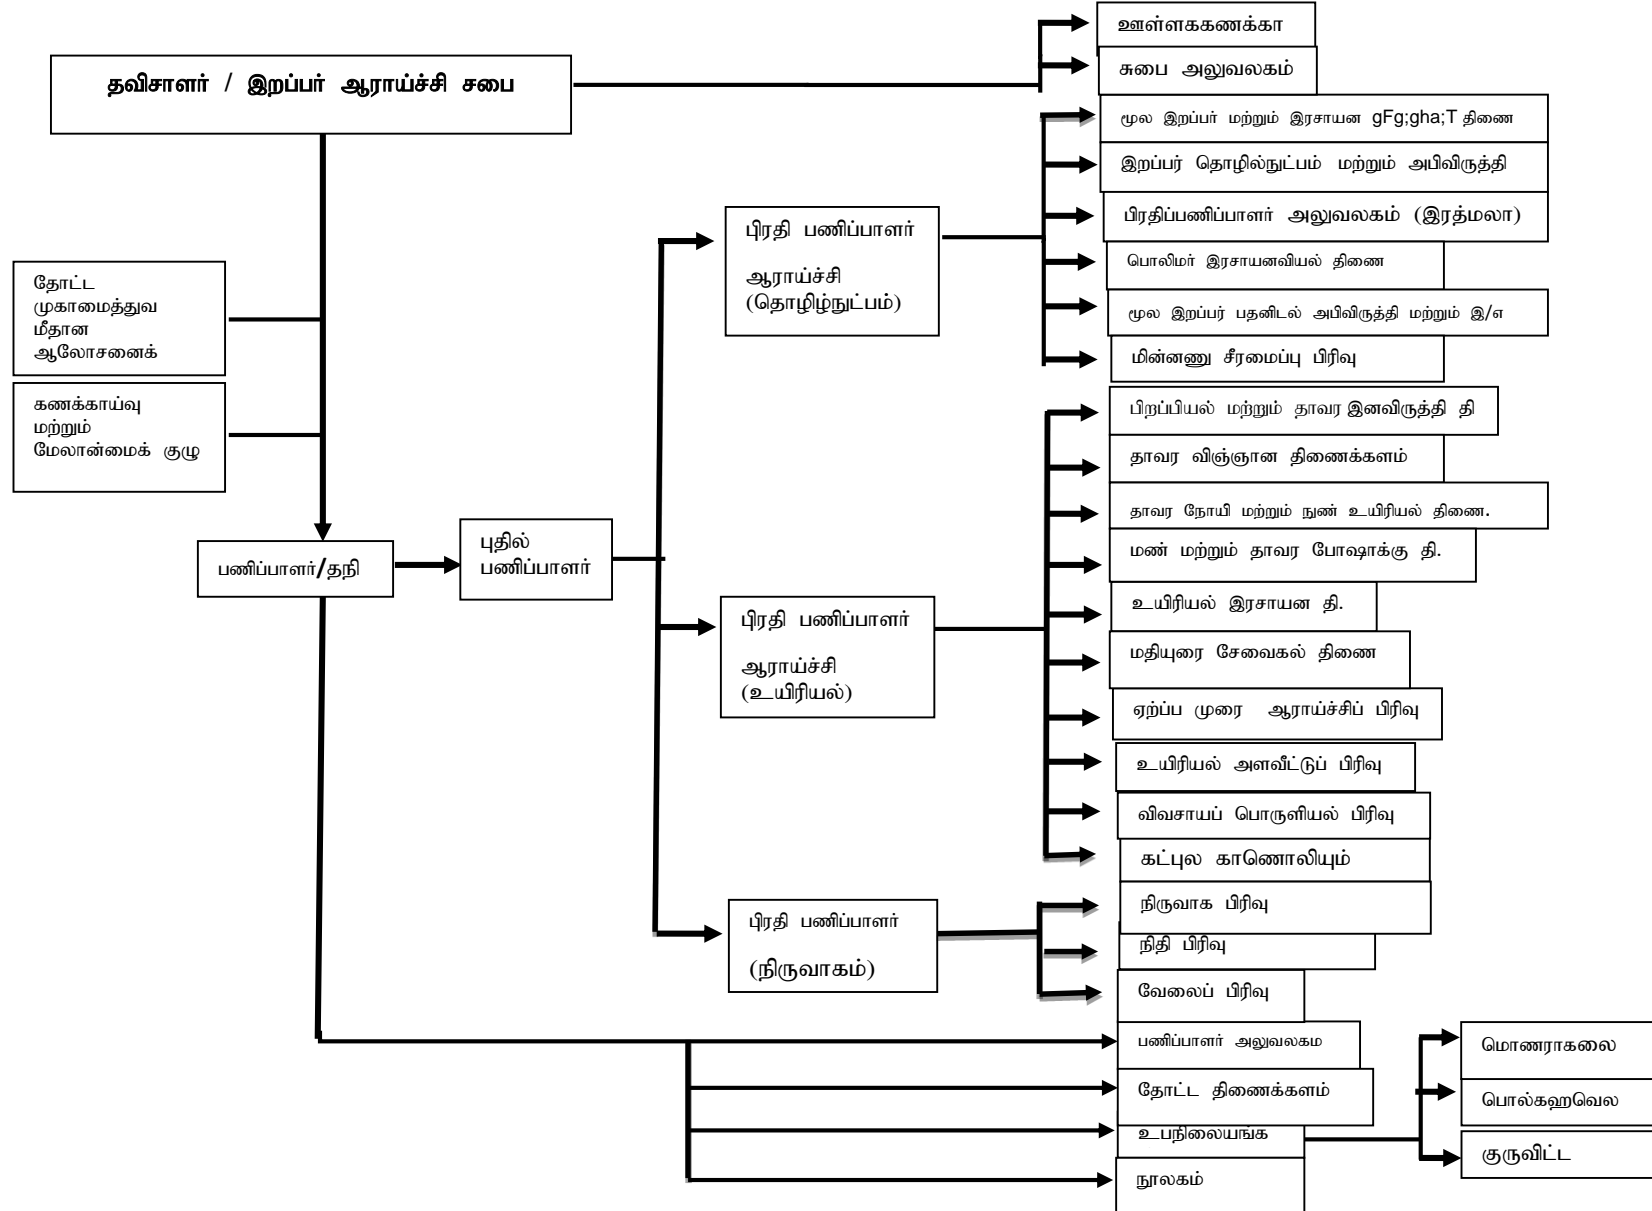 ஊள்ளககணக்கா
தவிசாளர் / இறப்பர் ஆராய்ச்சி சபை
சுபை அலுவலகம்
மூல இறப்பர் மற்றும் இரசாயன gFg;gha;T திணை
இறப்பர் தொழில்நுட்பம் மற்றும் அபிவிருத்தி
பிரதிப்பணிப்பாளர் அலுவலகம் (இரத்மலா)
பிரதி பணிப்பாளர்
ஆராய்ச்சி
(தொழிழ்நுட்பம்)
பொலிமர் இரசாயனவியல் திணை
மூல இறப்பர் பதனிடல் அபிவிருத்தி மற்றும் இ/எ
மின்னணு சீரமைப்பு பிரிவு
தோட்ட
முகாமைத்துவ
மீதான
ஆலோசனைக்
கணக்காய்வு
மற்றும்
மேலான்மைக் குழு
பிறப்பியல் மற்றும் தாவர இனவிருத்தி தி
தாவர விஞ்ஞான திணைக்களம்
தாவர நோயி மற்றும் நுண் உயிரியல் திணை.
மண் மற்றும் தாவர போஷாக்கு தி.
பணிப்பாளர்/தநி
புதில்
பணிப்பாளர்
பிரதி பணிப்பாளர்
ஆராய்ச்சி
(உயிரியல்)
உயிரியல் இரசாயன தி.
மதியுரை சேவைகல் திணை
ஏற்ப்ப முரை ஆராய்ச்சிப் பிரிவு
உயிரியல் அளவீட்டுப் பிரிவு
விவசாயப் பொருளியல் பிரிவு
கட்புல காணொலியும்
பிரதி பணிப்பாளர்
(நிருவாகம்)
நிருவாக பிரிவு
நிதி பிரிவு
வேலைப் பிரிவு
பணிப்பாளர் அலுவலகம
தோட்ட திணைக்களம்
உபநிலையங்க
நூலகம்
மொணராகலை
பொல்கஹவெல
குருவிட்ட